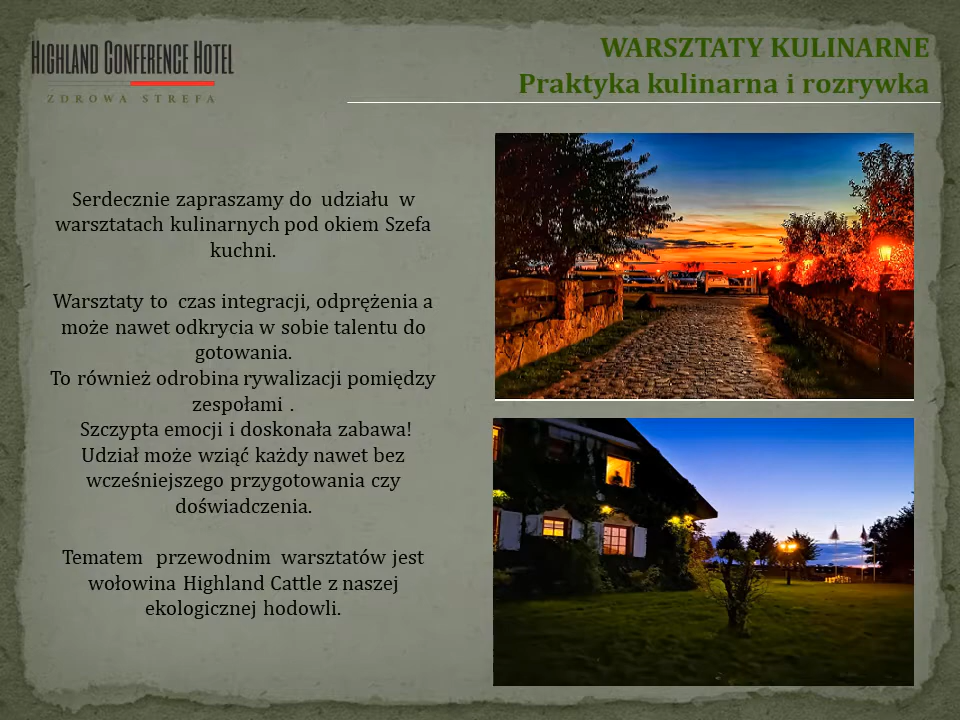 HIGHLAND CONFERENCE HOTEL
ZDROWA STREFA
WARSZTATY KULINARNE
Praktyka kulinarna i rozrywka
Serdecznie zapraszamy do udziału w
warsztatach kulinarnych pod okiem Szefa
kuchni.
Warsztaty to czas integracji, odprężenia a
może nawet odkrycia w sobie talentu do
gotowania.
To również odrobina rywalizacji pomiędzy
zespołami .
Szczypta emocji i doskonała zabawa!
Udział może wziąć każdy nawet bez
wcześniejszego przygotowania czy
doświadczenia.
Tematem przewodnim warsztatów jest
wołowina Highland Cattle z naszej
ekologicznej hodowli.